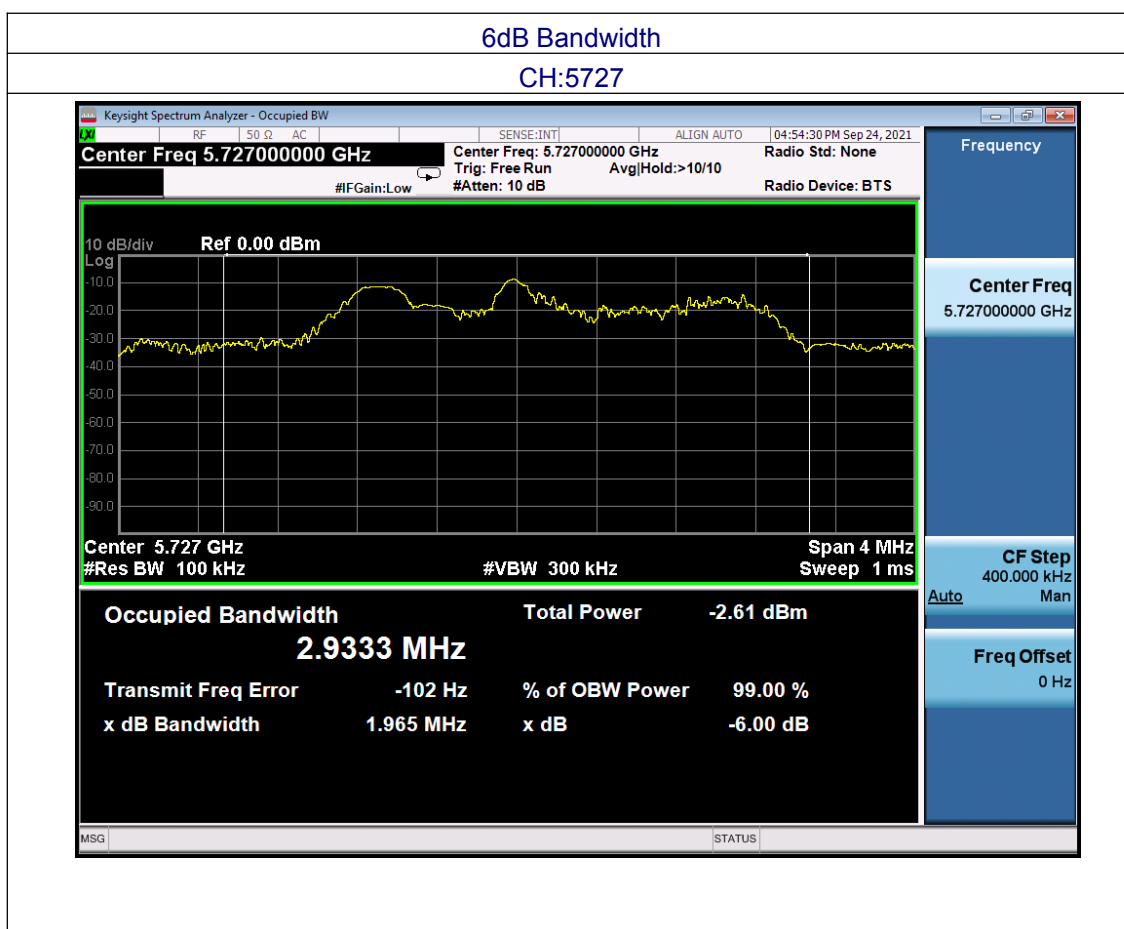 6dB Bandwidth
CH:5727
Keysight Spectrum Analyzer - Occupied BW
LXI RF 50 Ω AC SENSE:INT ALIGN AUTO 04:54:30 PM Sep 24, 2021
Center Freq 5.727000000 GHz
Center Freq: 5.727000000 GHz Radio Std: None
Trig: Free Run Avg|Hold:>10/10
#IFGain:Low #Atten: 10 dB Radio Device: BTS
Frequency
10 dB/div Ref 0.00 dBm
Log
-10.0
-20.0
-30.0
-40.0
-50.0
-60.0
-70.0
-80.0
-90.0
Center 5.727 GHz Span 4 MHz
#Res BW 100 kHz #VBW 300 kHz Sweep 1 ms
Center Freq
5.727000000 GHz
CF Step
400.000 kHz
Auto Man
Freq Offset
0 Hz
Occupied Bandwidth Total Power -2.61 dBm
2.9333 MHz
Transmit Freq Error -102 Hz % of OBW Power 99.00 %
x dB Bandwidth 1.965 MHz x dB -6.00 dB
MSG STATUS